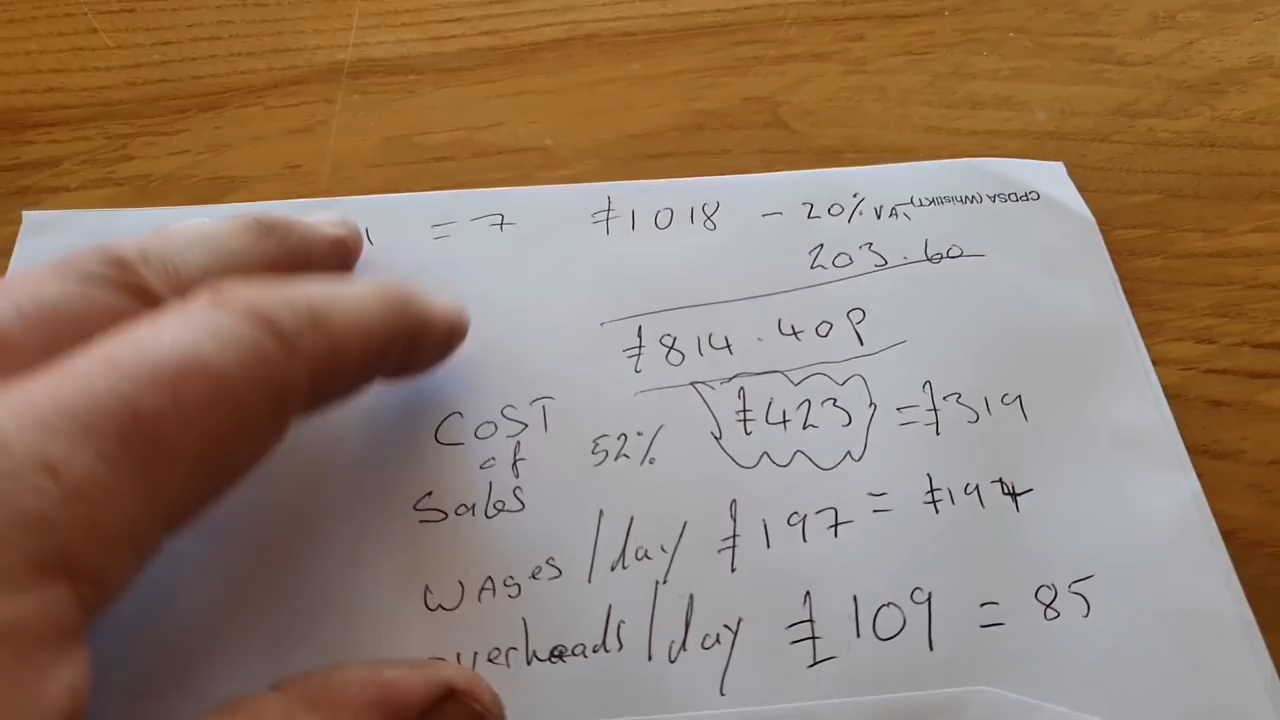 = 7 £1018 - 20% VAT
CPDSA (WhistlKT)
203.60
£814.40p
COST 52% £423 = £319
of
Sales
WAges/day £197 = £194
overheads/day £109 = 85